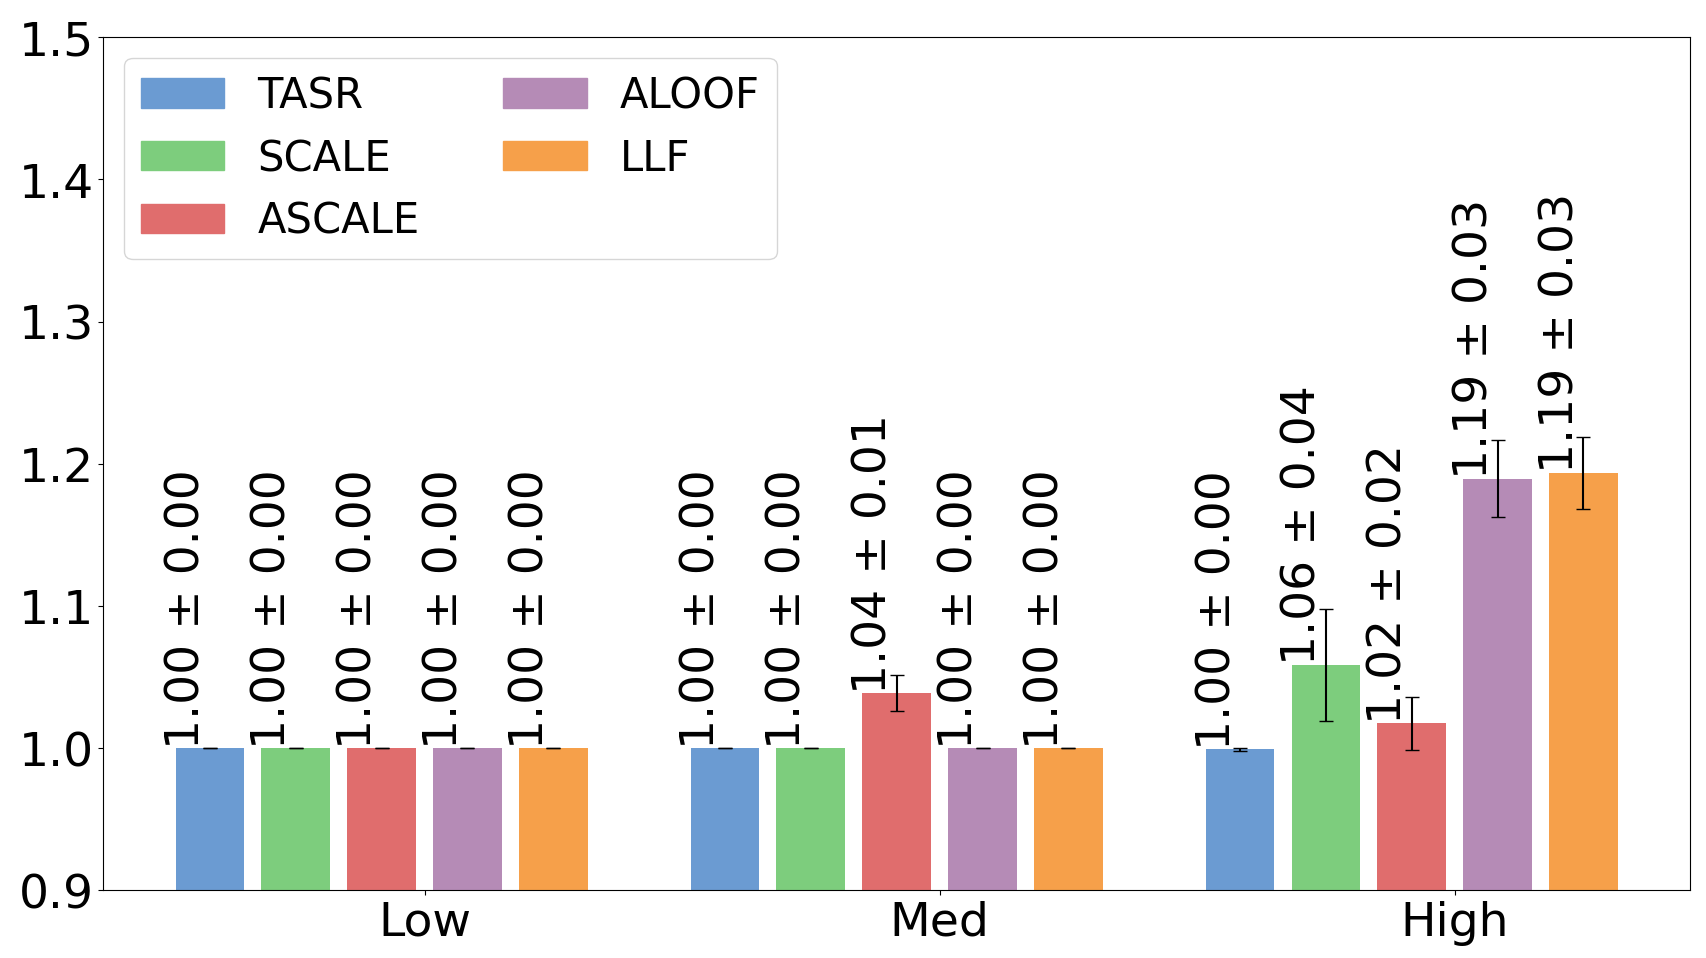 1.5
1.4
1.3
1.2
1.1
1.0
0.9
TASR
SCALE
ASCALE
ALOOF
LLF
1.00 ± 0.00
1.00 ± 0.00
1.00 ± 0.00
1.00 ± 0.00
1.00 ± 0.00
1.00 ± 0.00
1.00 ± 0.00
1.04 ± 0.01
1.00 ± 0.00
1.00 ± 0.00
1.00 ± 0.00
1.06 ± 0.04
1.02 ± 0.02
1.19 ± 0.03
1.19 ± 0.03
Low
Med
High